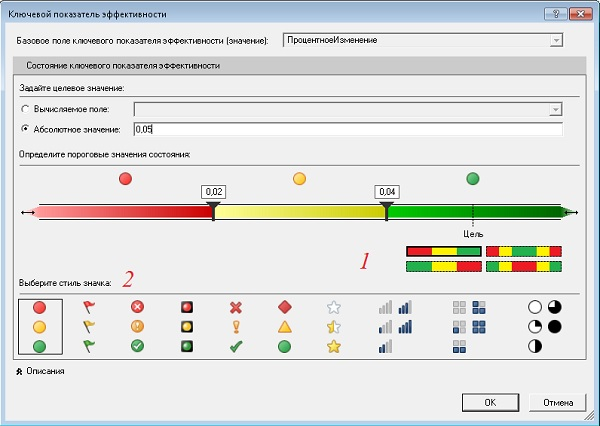 Ключевой показатель эффективности
Базовое поле ключевого показателя эффективности (значение): ПроцентноеИзменение
Состояние ключевого показателя эффективности
Задайте целевое значение:
Вычисляемое поле:
Абсолютное значение: 0,05
Определите пороговые значения состояния:
0,02 0,04
Цель
1
Выберите стиль значка: 2
Описания
OK Отмена